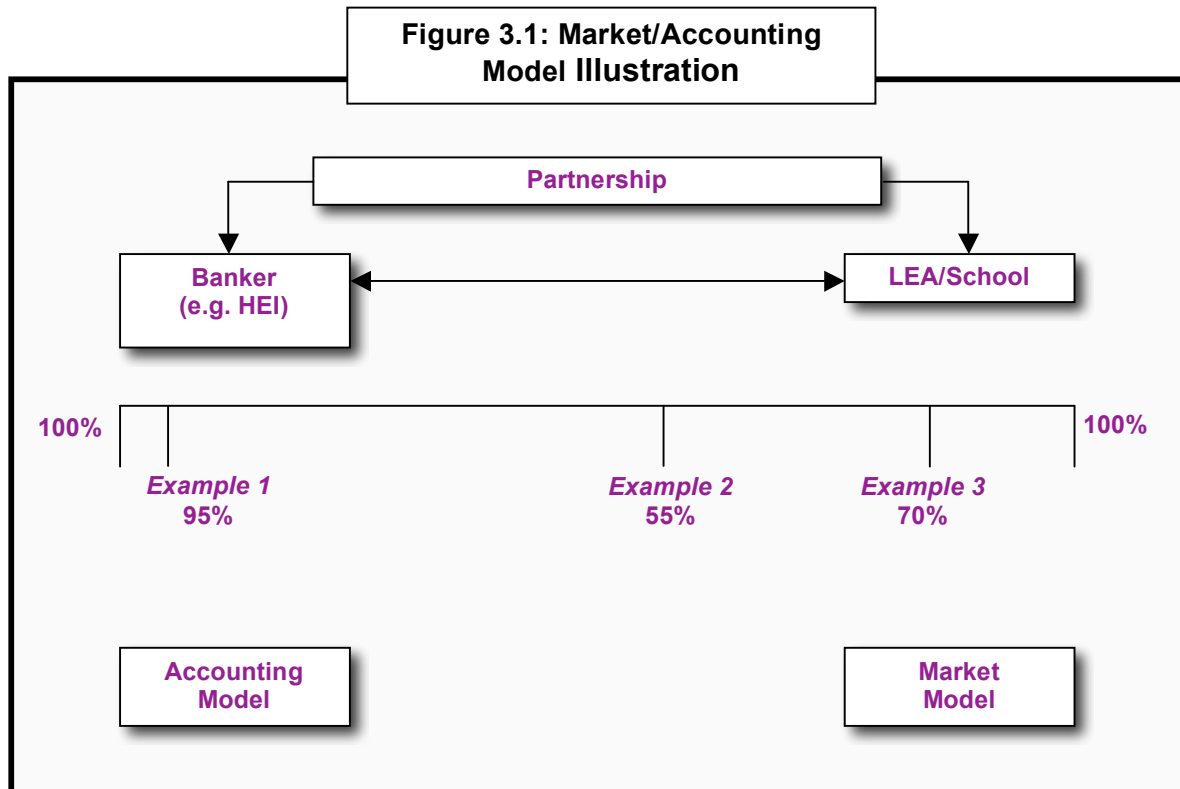 Figure 3.1: Market/Accounting
Model Illustration
Partnership
Banker
(e.g. HEI)
LEA/School
100%
100%
Example 1
95%
Example 2
55%
Example 3
70%
Accounting
Model
Market
Model